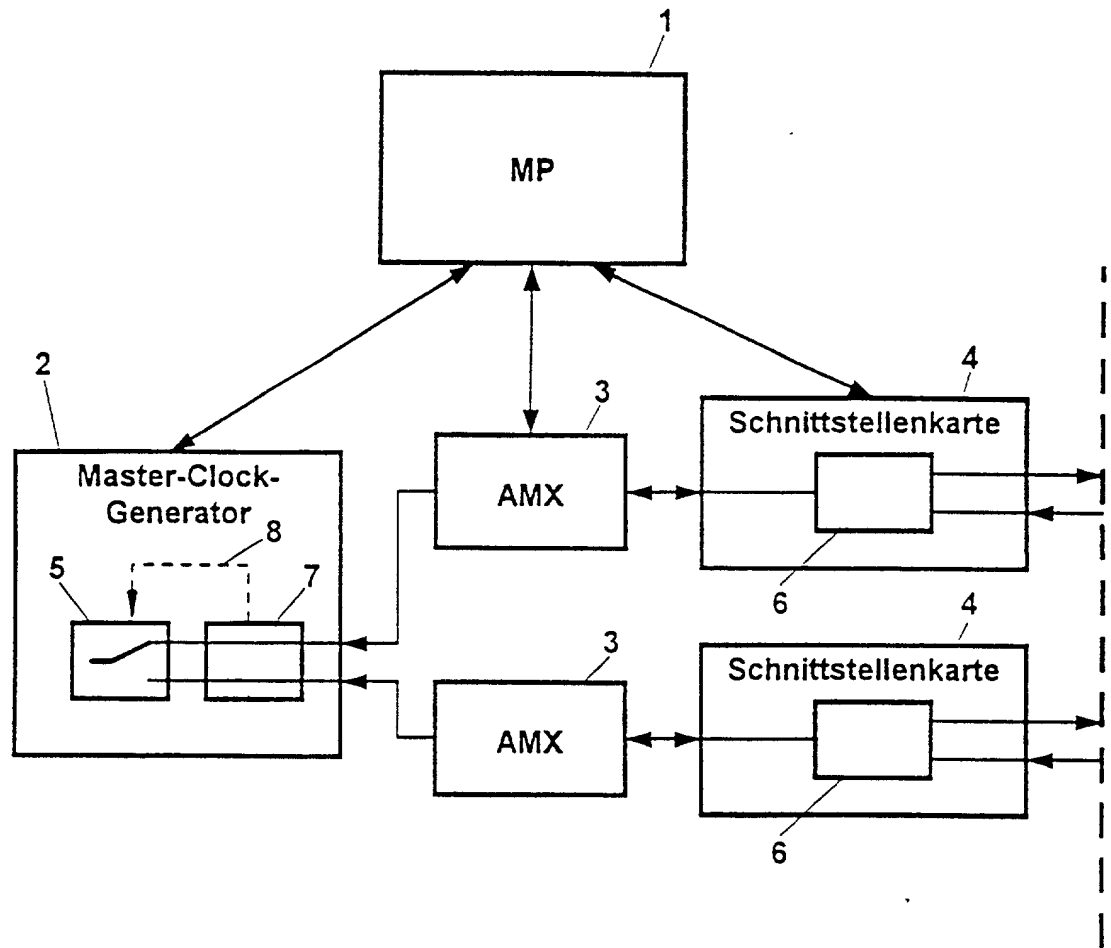 1
MP
2
3
4
Master-Clock-
Generator
AMX
Schnittstellenkarte
8
5
7
6
3
4
AMX
Schnittstellenkarte
6